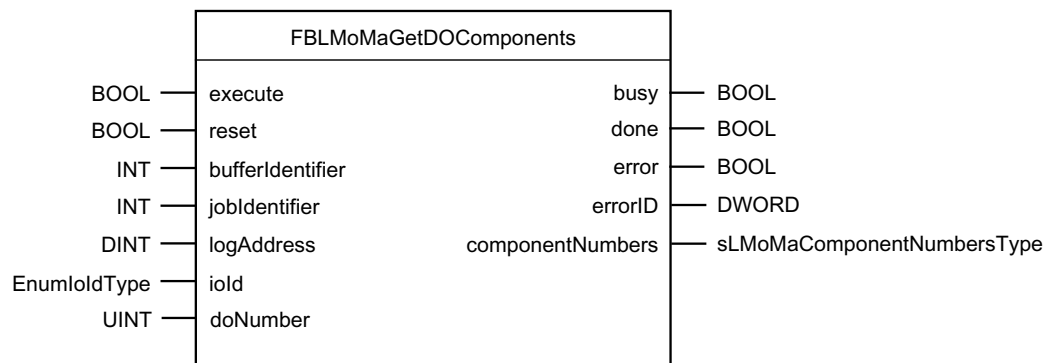 FBLMoMaGetDOComponents
BOOL execute busy BOOL
BOOL reset done BOOL
INT bufferIdentifier error BOOL
INT jobIdentifier errorID DWORD
DINT logAddress componentNumbers sLMoMaComponentNumbersType
EnumIoIdType ioId
UINT doNumber